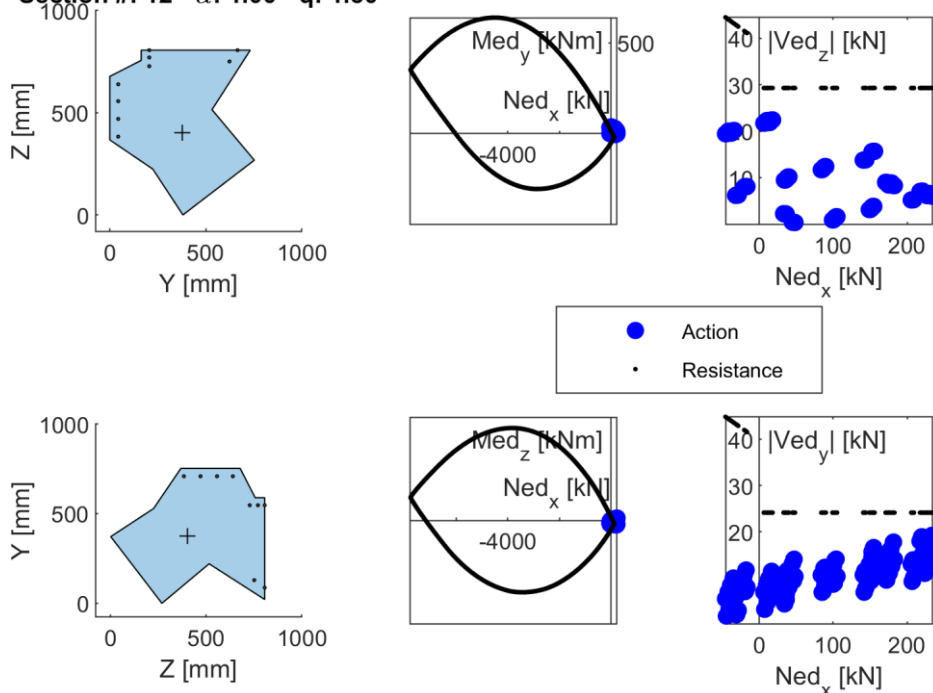 1000
500
0
Z [mm]
0
500
1000
Y [mm]
Med_y [kNm]
500
Ned_x [kN]
-4000
|Ved_z| [kN]
40
30
20
10
0
100
200
Ned_x [kN]
Action
Resistance
1000
500
0
Y [mm]
0
500
1000
Z [mm]
Med_z [kNm]
Ned_x [kN]
-4000
|Ved_y| [kN]
40
30
20
10
0
100
200
Ned_x [kN]